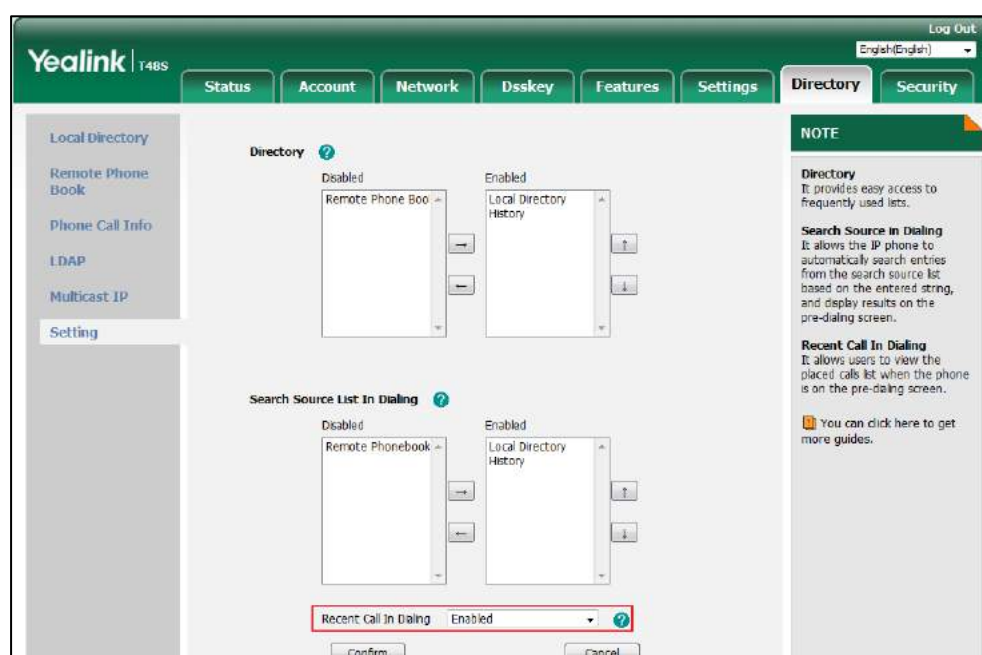 Log Out
Yealink T48S
English(English)
Status Account Network Dsskey Features Settings Directory Security
Local Directory
Remote Phone
Book
Phone Call Info
LDAP
Multicast IP
Setting
Directory ?
Disabled Enabled
Remote Phone Boo
Local Directory
History
→
←
↑
↓
Search Source List In Dialing ?
Disabled Enabled
Remote Phonebook
Local Directory
History
→
←
↑
↓
Recent Call In Dialing Enabled ?
Confirm Cancel
NOTE
Directory
It provides easy access to
frequently used lists.
Search Source in Dialing
It allows the IP phone to
automatically search entries
from the search source list
based on the entered string,
and display results on the
pre-dialing screen.
Recent Call In Dialing
It allows users to view the
placed calls list when the phone
is on the pre-dialing screen.
You can click here to get
more guides.